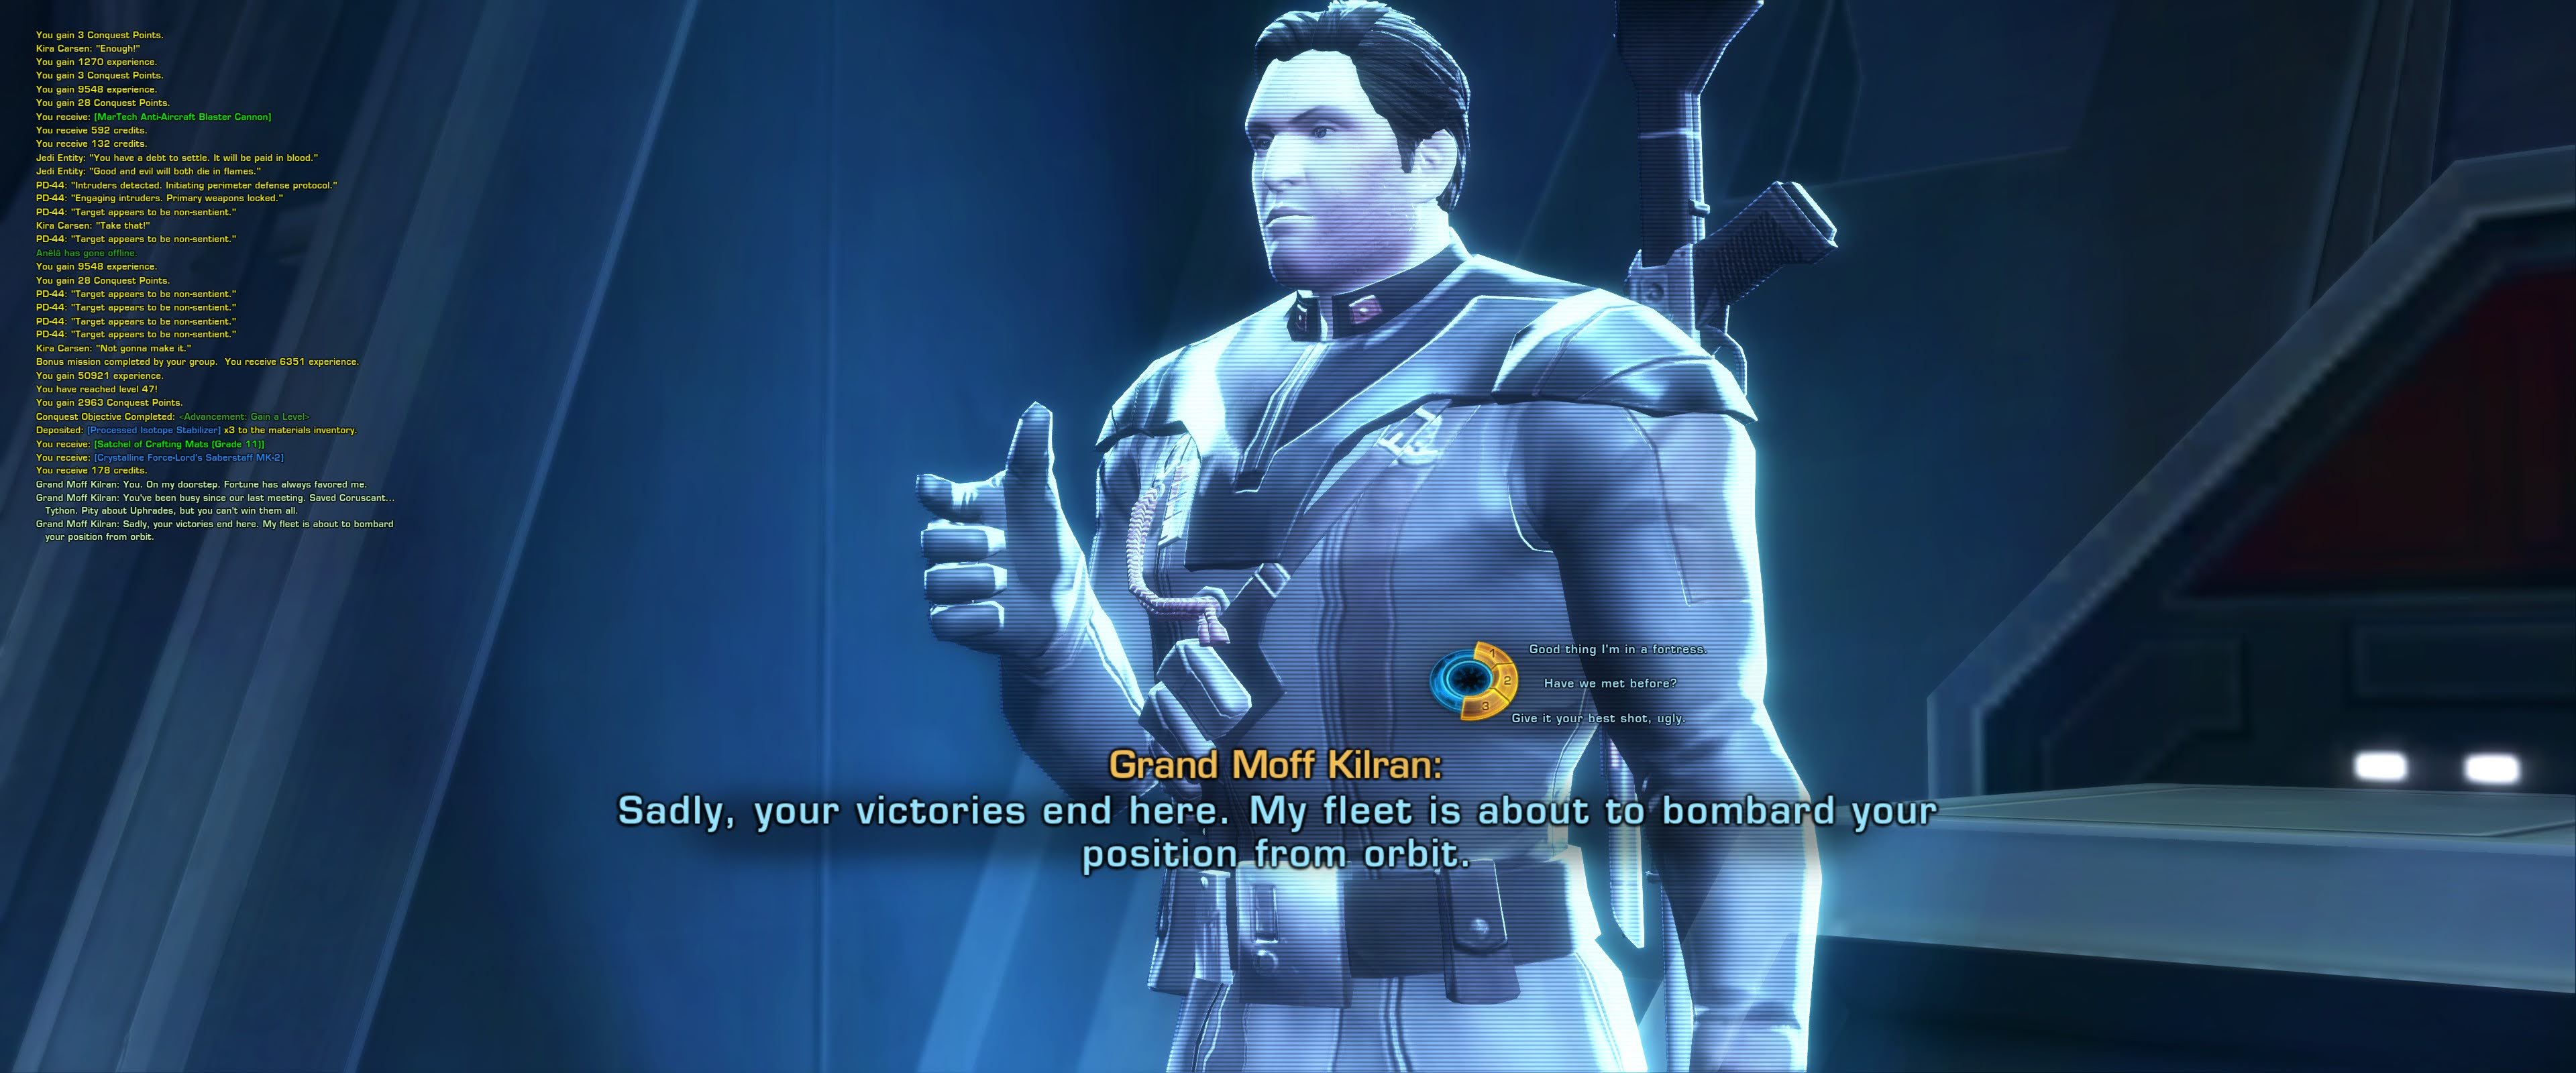 You gain 3 Conquest Points.
Kira Carsen: "Enough!"
You gain 1270 experience.
You gain 3 Conquest Points.
You gain 9548 experience.
You gain 28 Conquest Points.
You receive: [MarTech Anti-Aircraft Blaster Cannon]
You receive 592 credits.
You receive 132 credits.
Jedi Entity: "You have a debt to settle. It will be paid in blood."
Jedi Entity: "Good and evil will both die in flames."
PD-44: "Intruders detected. Initiating perimeter defense protocol."
PD-44: "Engaging intruders. Primary weapons locked."
PD-44: "Target appears to be non-sentient."
Kira Carsen: "Take that!"
PD-44: "Target appears to be non-sentient."
Anêlâ has gone offline.
You gain 9548 experience.
You gain 28 Conquest Points.
PD-44: "Target appears to be non-sentient."
PD-44: "Target appears to be non-sentient."
PD-44: "Target appears to be non-sentient."
PD-44: "Target appears to be non-sentient."
Kira Carsen: "Not gonna make it."
Bonus mission completed by your group.  You receive 6351 experience.
You gain 50921 experience.
You have reached level 47!
You gain 2963 Conquest Points.
Conquest Objective Completed: <Advancement: Gain a Level>
Deposited: [Processed Isotope Stabilizer] x3 to the materials inventory.
You receive: [Satchel of Crafting Mats (Grade 11)]
You receive: [Crystalline Force-Lord's Saberstaff MK-2]
You receive 178 credits.
Grand Moff Kilran: You. On my doorstep. Fortune has always favored me.
Grand Moff Kilran: You've been busy since our last meeting. Saved Coruscant...
Tython. Pity about Uphrades, but you can't win them all.
Grand Moff Kilran: Sadly, your victories end here. My fleet is about to bombard
your position from orbit.
1 Good thing I'm in a fortress.
2 Have we met before?
3 Give it your best shot, ugly.
Grand Moff Kilran:
Sadly, your victories end here. My fleet is about to bombard your
position from orbit.